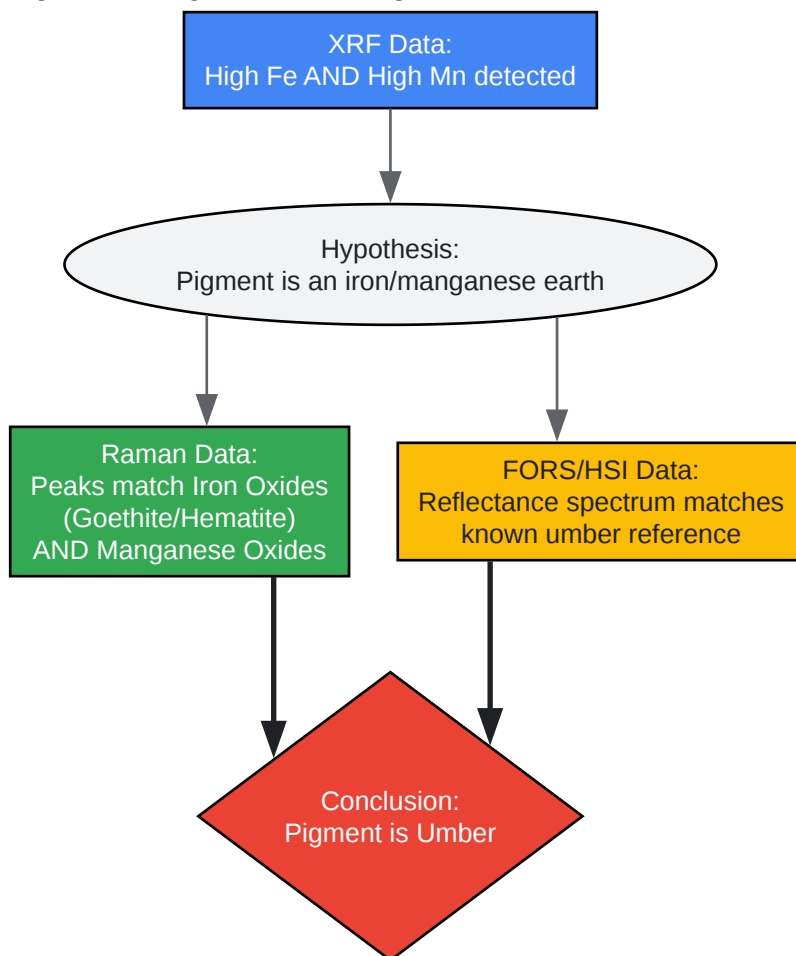 XRF Data:
High Fe AND High Mn detected
Hypothesis:
Pigment is an iron/manganese earth
Raman Data:
Peaks match Iron Oxides
(Goethite/Hematite)
AND Manganese Oxides
FORS/HSI Data:
Reflectance spectrum matches
known umber reference
Conclusion:
Pigment is Umber